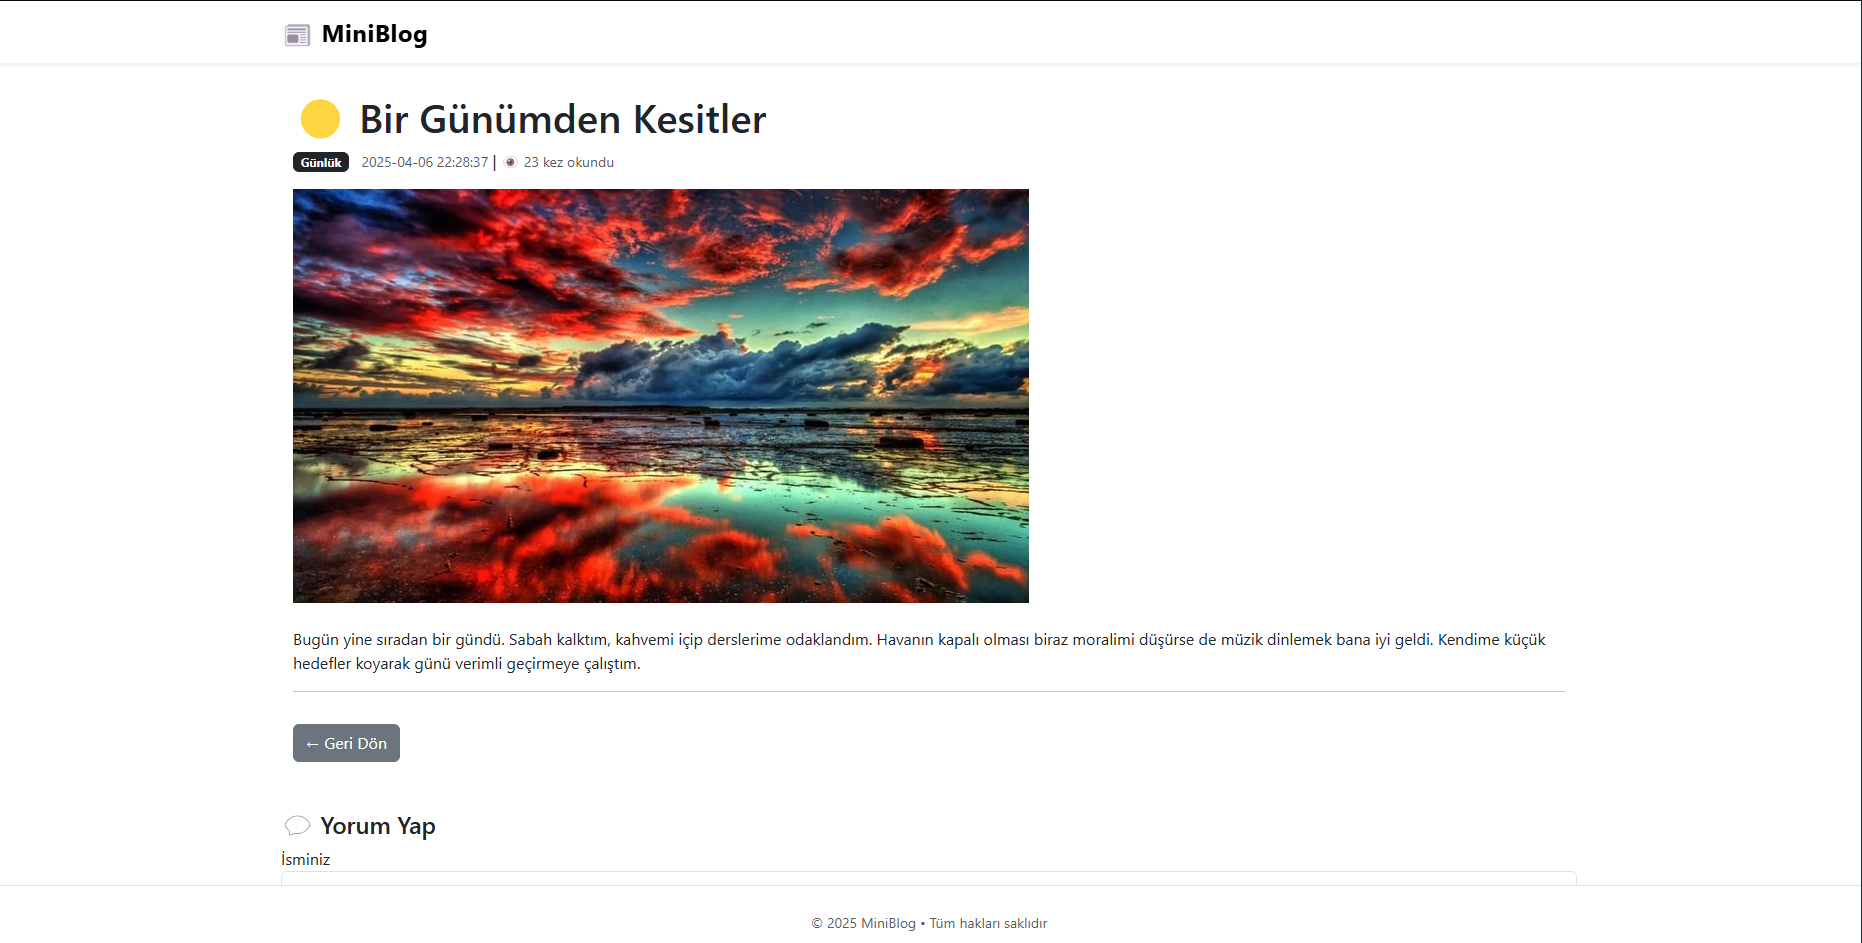 MiniBlog
Bir Günümden Kesitler
Günlük 2025-04-06 22:28:37 | 23 kez okundu
Bugün yine sıradan bir gündü. Sabah kalktım, kahvemi içip derslerime odaklandım. Havanın kapalı olması biraz moralimi düşürse de müzik dinlemek bana iyi geldi. Kendime küçük
hedefler koyarak günü verimli geçirmeye çalıştım.
← Geri Dön
Yorum Yap
İsminiz
© 2025 MiniBlog • Tüm hakları saklıdır